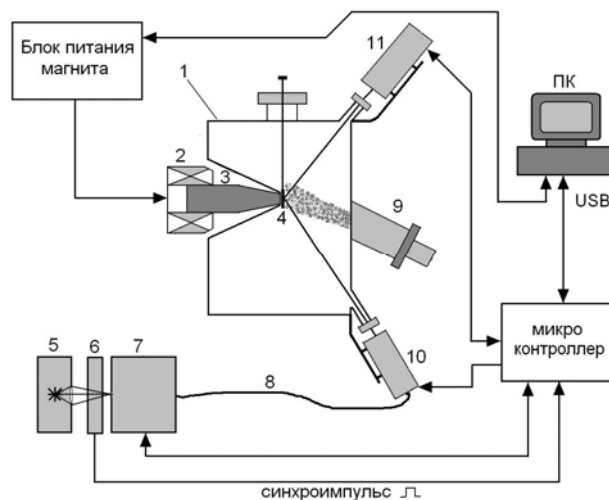 Блок питания
магнита
11
1
ПК
2
3
4
9
USB
микро
контроллер
5
6
7
8
10
синхроимпульс